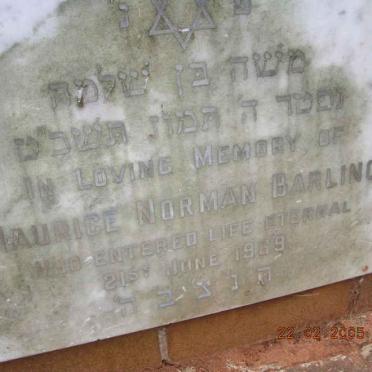 פ נ
משה בן שלמה
נפטר ה תמוז תשכ"ט
IN LOVING MEMORY OF
MAURICE NORMAN BARLING
WHO ENTERED LIFE ETERNAL
21ST JUNE 1969
ת נ צ ב ה
22 02 2005